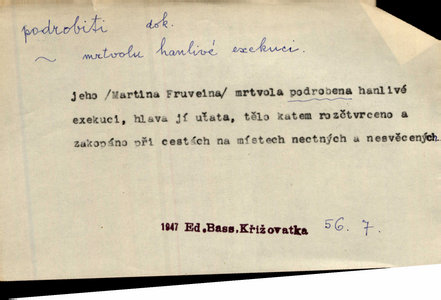 podrobiti dok.
~ mrtvolu hanlivé exekuci.
jeho /Martina Fruveina/ mrtvola podrobena hanlivé
exekuci, hlava jí uťata, tělo katem rozčtvrceno a
zakopáno při cestách na místech nectných a nesvěcených.
1947 Ed.Bass,Křižovatka 56. 7.